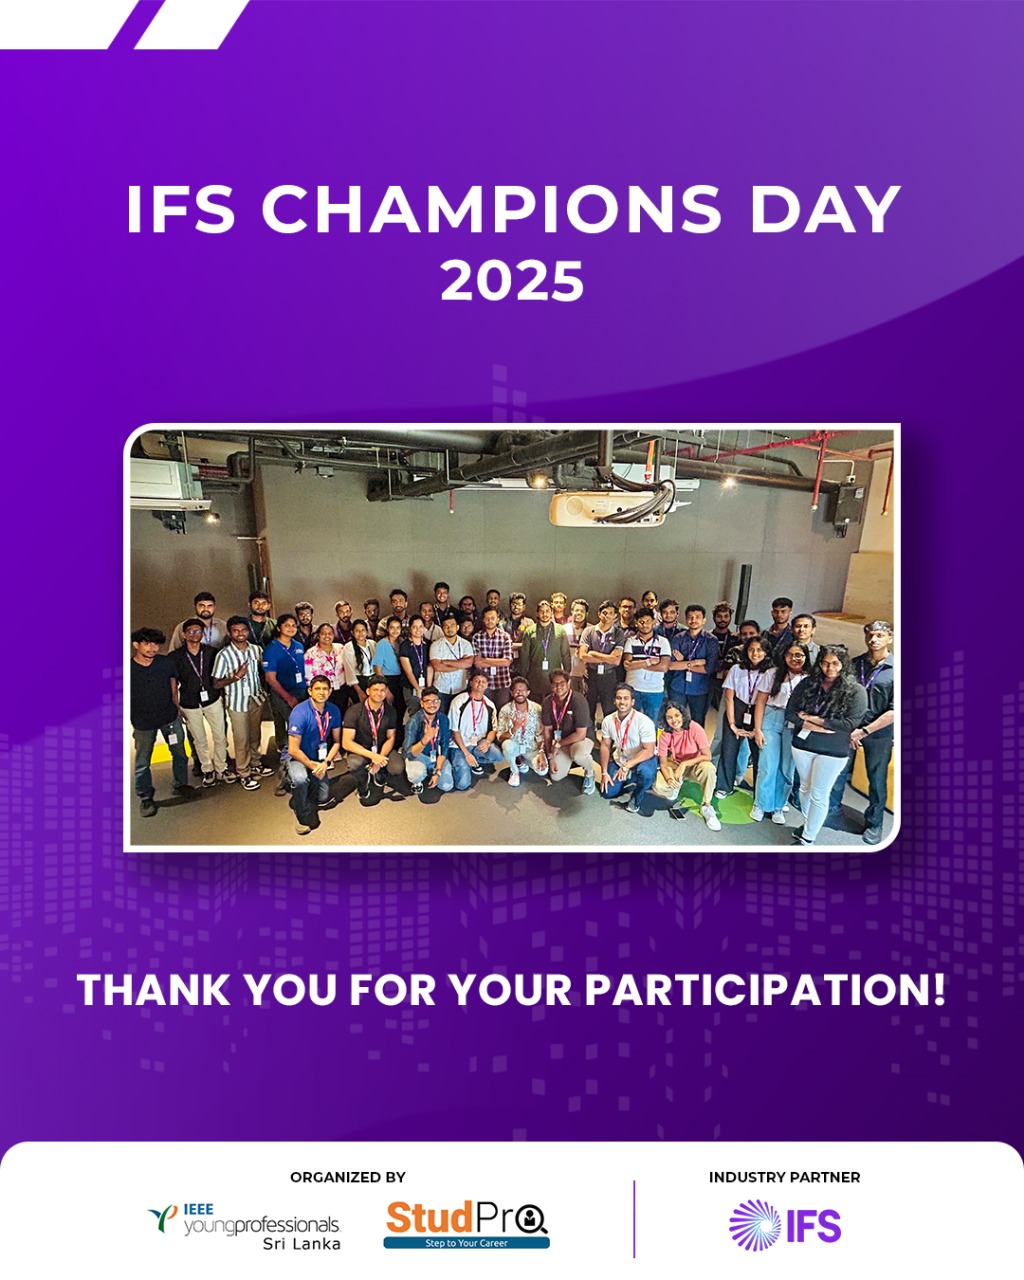 IFS CHAMPIONS DAY
2025
THANK YOU FOR YOUR PARTICIPATION!
ORGANIZED BY
IEEE
youngprofessionals
Sri Lanka
StudPro
Step to Your Career
INDUSTRY PARTNER
IFS